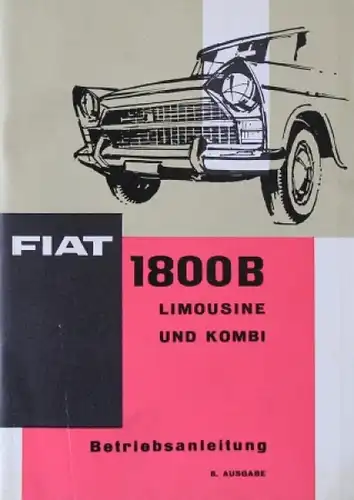 FIAT
1800B
LIMOUSINE
UND KOMBI
Betriebsanleitung
8. AUSGABE